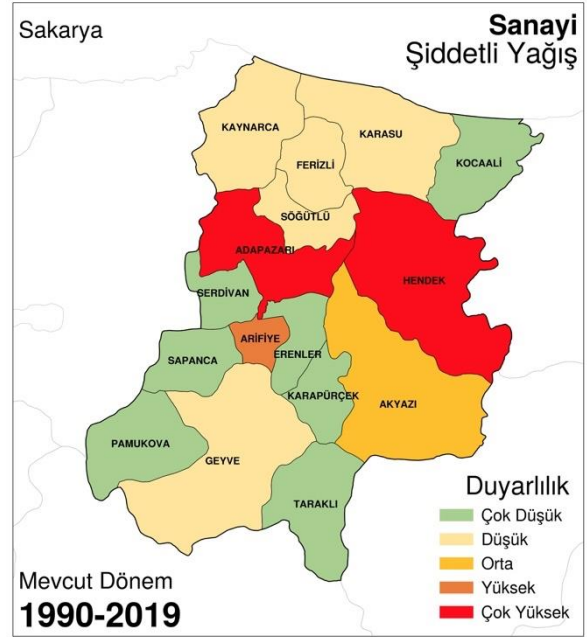 Sakarya
Sanayi
Şiddetli Yağış
KAYNARCA
KARASU
FERİZLİ
KOCAALİ
SÖĞÜTLÜ
ADAPAZARI
HENDEK
SERDİVAN
ARİFİYE
ERENLER
SAPANCA
KARAPÜRÇEK
AKYAZI
PAMUKOVA
GEYVE
TARAKLI
Duyarlılık
Çok Düşük
Düşük
Orta
Yüksek
Çok Yüksek
Mevcut Dönem
1990-2019